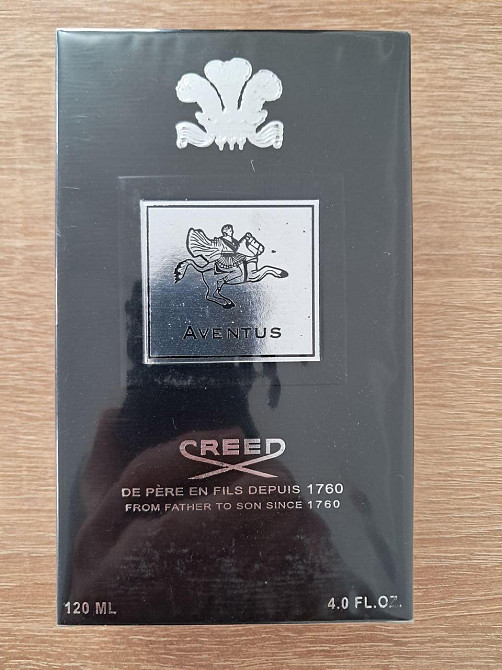 AVENTUS
CREED
DE PÈRE EN FILS DEPUIS 1760
FROM FATHER TO SON SINCE 1760
120 ML 4.0 FL.OZ.